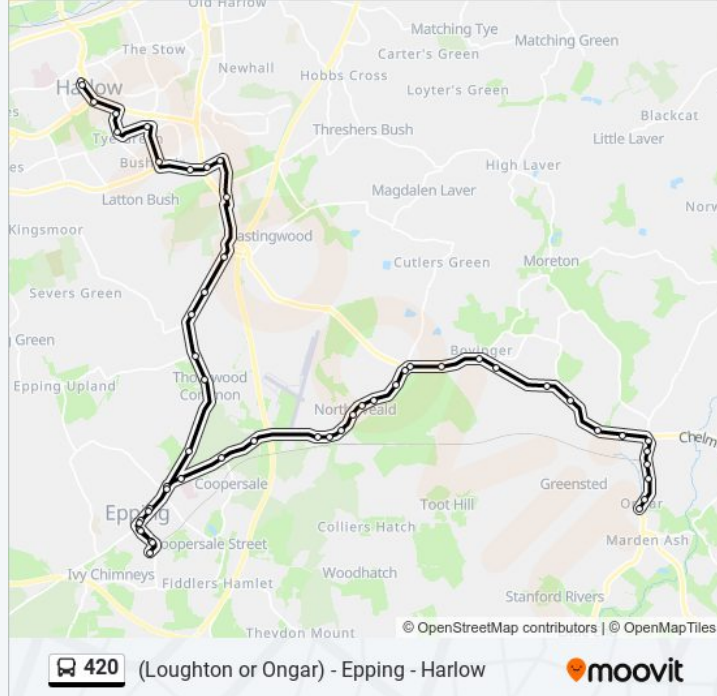 Old Harlow
Matching Tye
The Stow
Carter's Green
Matching Green
Newhall
Hobbs Cross
Harlow
Loyter's Green
Blackcat
Threshers Bush
Tye Green
Little Laver
Bush
High Laver
Magdalen Laver
Latton Bush
Kingsmoor
astingwood
Cutlers Green
Moreton
Severs Green
Green
Bovinger
Epping Upland
Thornwood
Common
North Weald
Chelm
Coopersale
Greensted
Toot Hill
Ongar
Epping
Colliers Hatch
Marden Ash
Coopersale Street
Ivy Chimneys
Fiddlers Hamlet
Woodhatch
Stanford Rivers
Theydon Mount
© OpenStreetMap contributors | © OpenMapTiles
420 (Loughton or Ongar) - Epping - Harlow
moovit